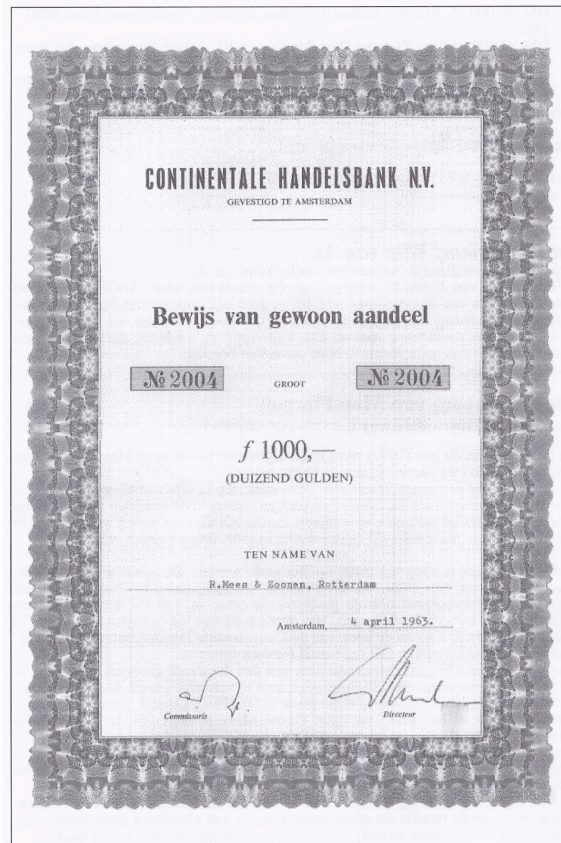 CONTINENTALE HANDELSBANK N.V.
GEVESTIGD TE AMSTERDAM
Bewijs van gewoon aandeel
№ 2004 GROOT № 2004
ƒ 1000,—
(DUIZEND GULDEN)
TEN NAME VAN
R.Mees & Zoonen, Rotterdam
Amsterdam, 4 april 1963.
Commissaris Directeur